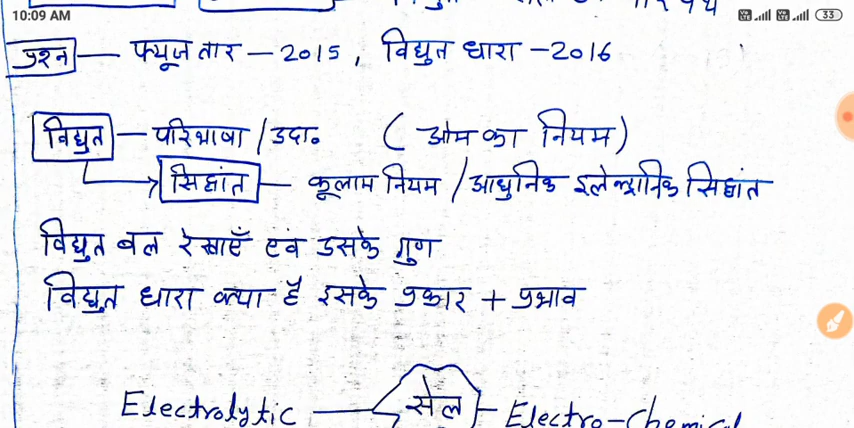 10:09 AM 33
प्रश्न — फ्यूज तार – 2015, विद्युत धारा – 2016
विद्युत — परिभाषा / उदा॰ (ओम का नियम)
सिद्दांत — कूलाम नियम / आधुनिक इलेक्ट्रानिक सिद्दांत
विद्युत बल रेखाएँ एवं उसके गुण
विद्युत धारा क्या है इसके प्रकार + प्रभाव
Electrolytic — सेल — Electro-Chemical